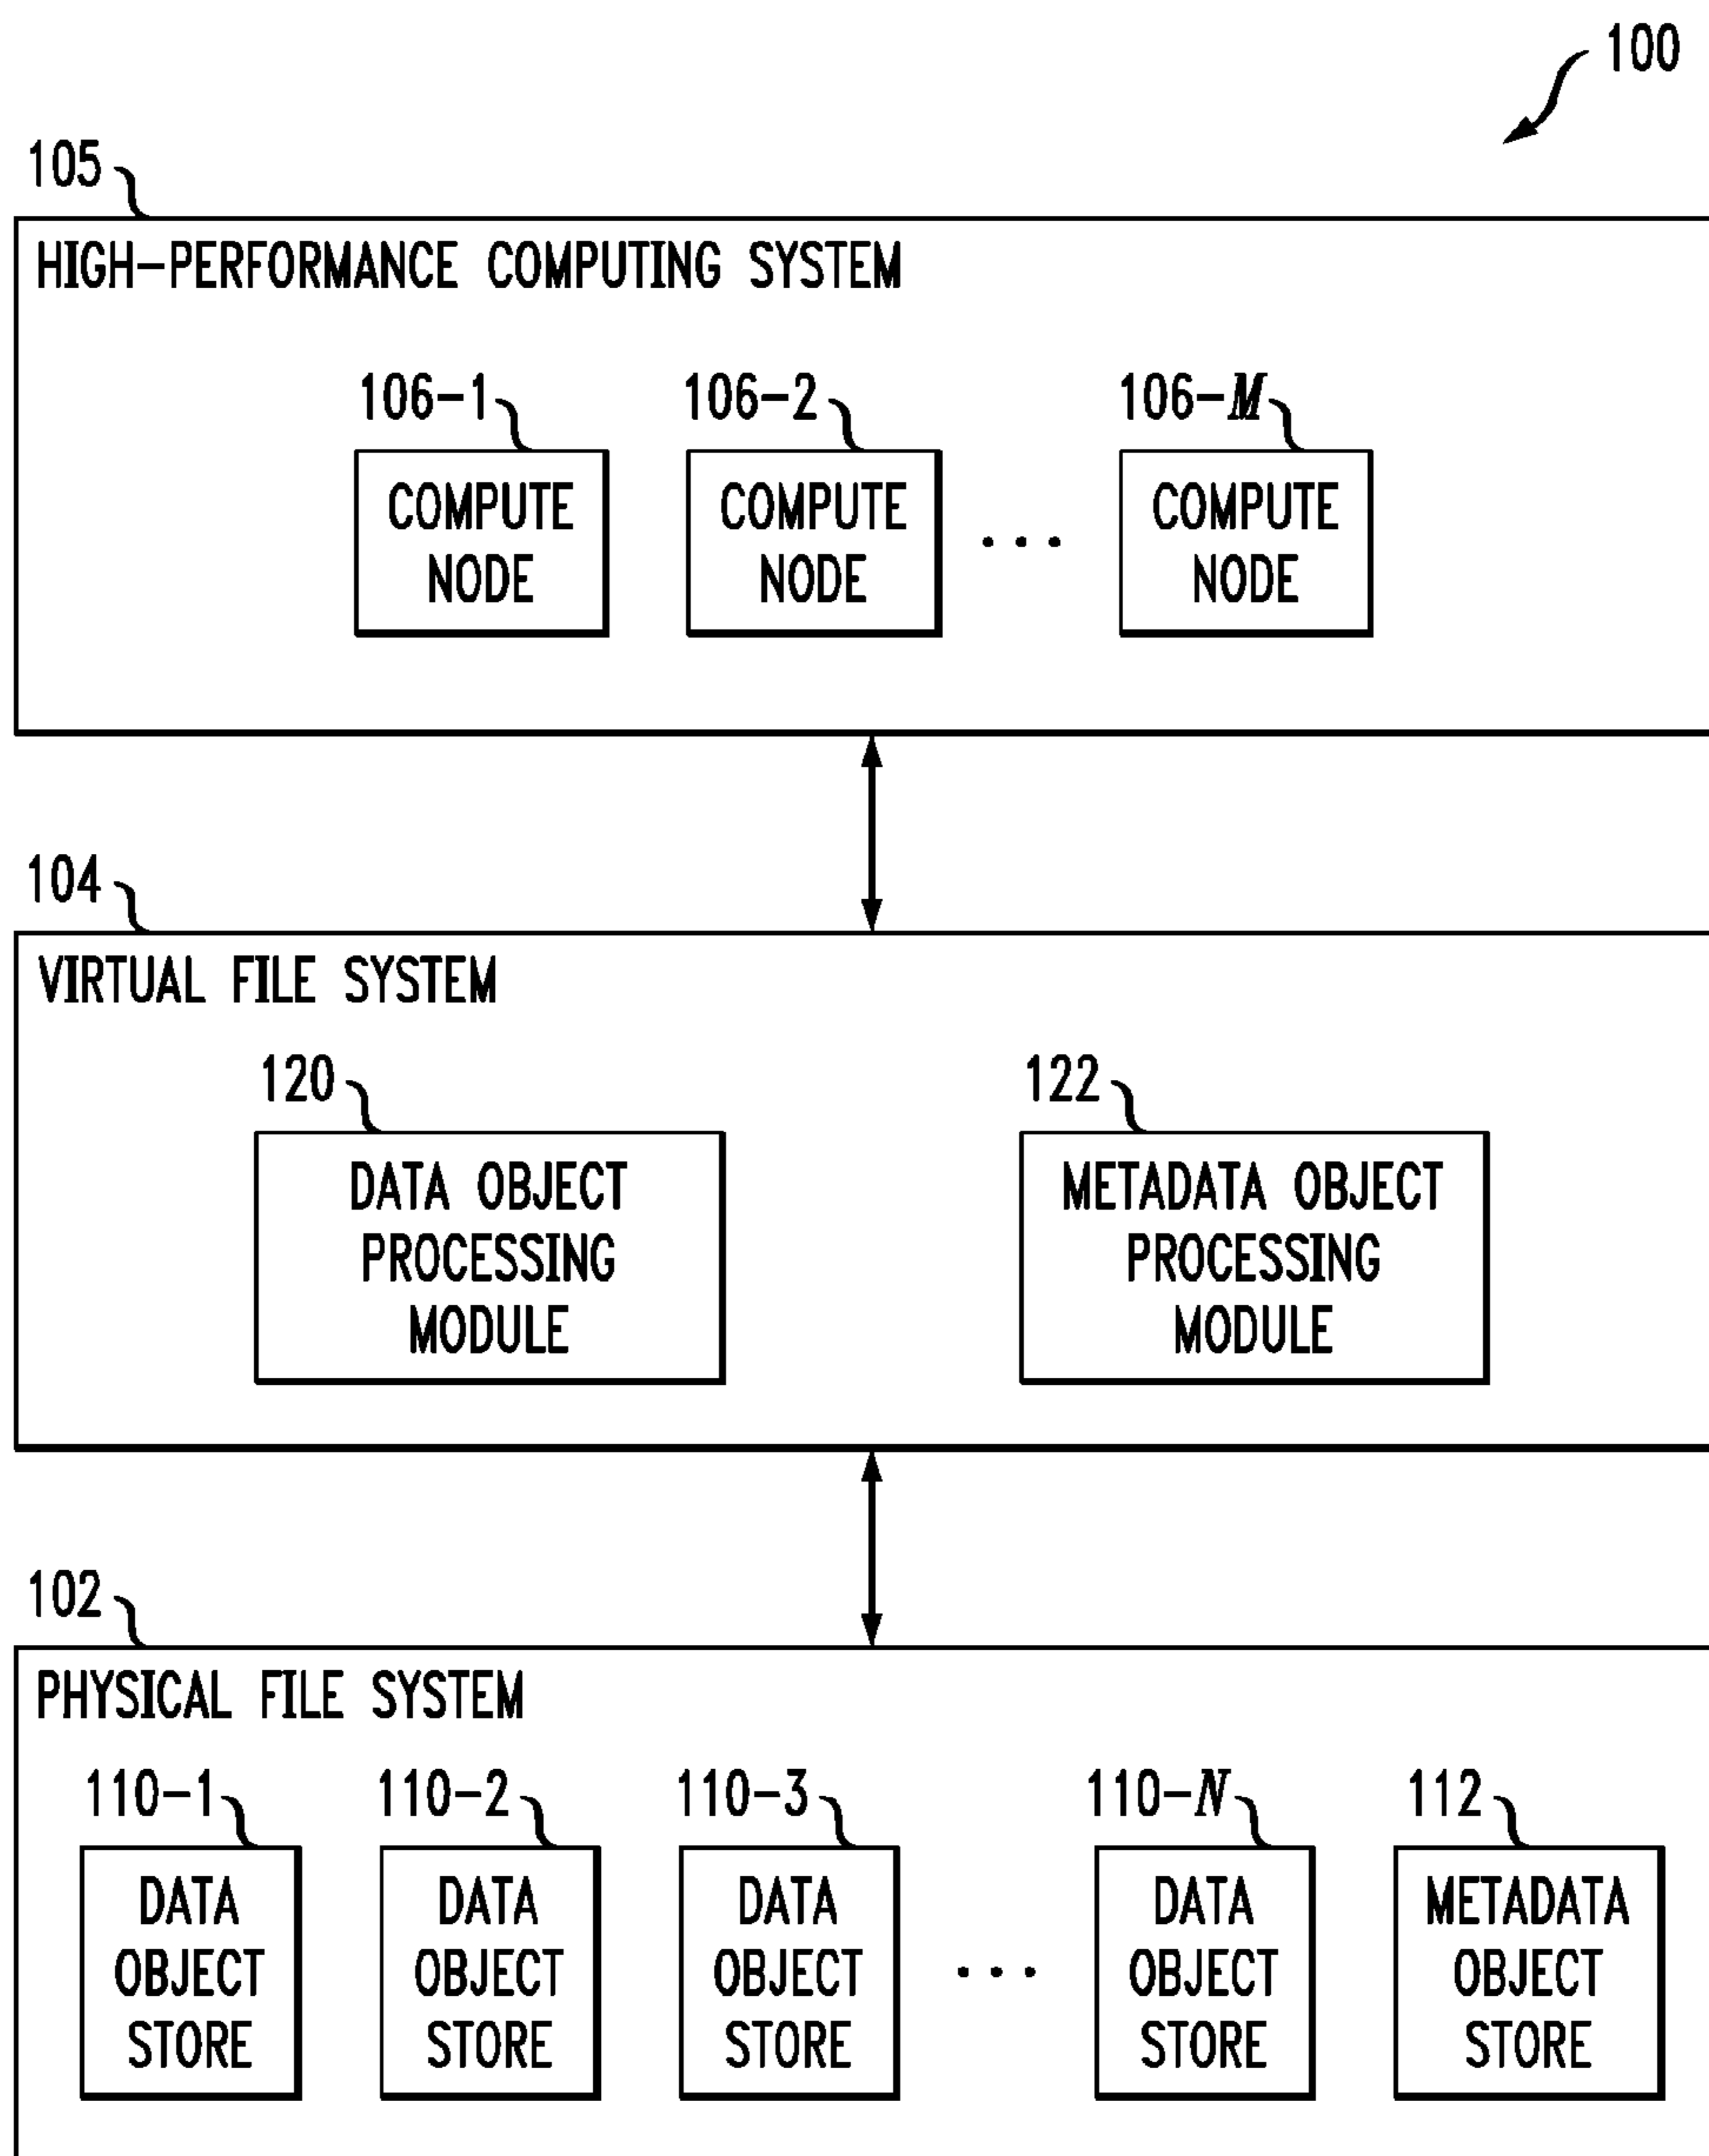 100
105
HIGH-PERFORMANCE COMPUTING SYSTEM
106-1
106-2
106-M
COMPUTE
NODE
COMPUTE
NODE
...
COMPUTE
NODE
104
VIRTUAL FILE SYSTEM
120
122
DATA OBJECT
PROCESSING
MODULE
METADATA OBJECT
PROCESSING
MODULE
102
PHYSICAL FILE SYSTEM
110-1
110-2
110-3
110-N
112
DATA
OBJECT
STORE
DATA
OBJECT
STORE
DATA
OBJECT
STORE
...
DATA
OBJECT
STORE
METADATA
OBJECT
STORE